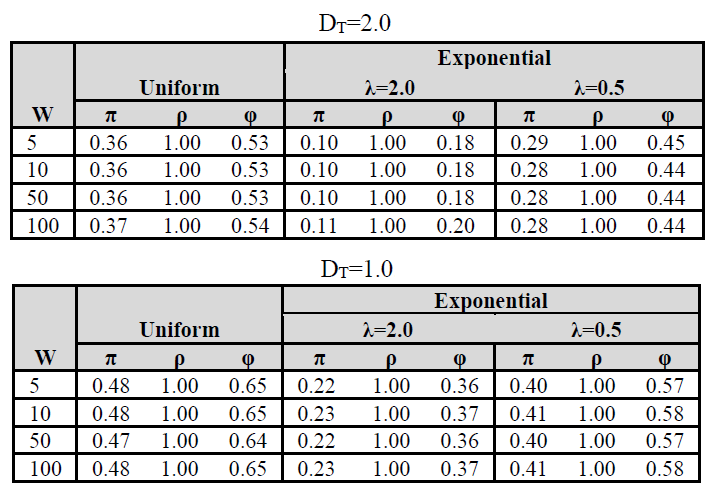 DT=2.0
Exponential
Uniform λ=2.0 λ=0.5
W π ρ φ π ρ φ π ρ φ
5 0.36 1.00 0.53 0.10 1.00 0.18 0.29 1.00 0.45
10 0.36 1.00 0.53 0.10 1.00 0.18 0.28 1.00 0.44
50 0.36 1.00 0.53 0.10 1.00 0.18 0.28 1.00 0.44
100 0.37 1.00 0.54 0.11 1.00 0.20 0.28 1.00 0.44
DT=1.0
Exponential
Uniform λ=2.0 λ=0.5
W π ρ φ π ρ φ π ρ φ
5 0.48 1.00 0.65 0.22 1.00 0.36 0.40 1.00 0.57
10 0.48 1.00 0.65 0.23 1.00 0.37 0.41 1.00 0.58
50 0.47 1.00 0.64 0.22 1.00 0.36 0.40 1.00 0.57
100 0.48 1.00 0.65 0.23 1.00 0.37 0.41 1.00 0.58